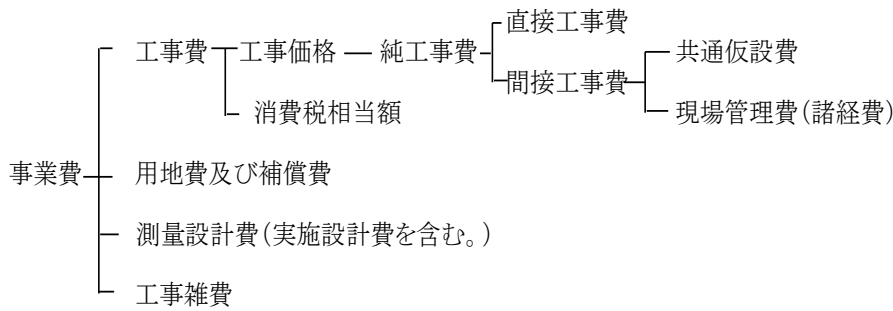 直接工事費
工事費 工事価格 純工事費 共通仮設費
間接工事費
消費税相当額 現場管理費(諸経費)
事業費 用地費及び補償費
測量設計費(実施設計費を含む。)
工事雑費